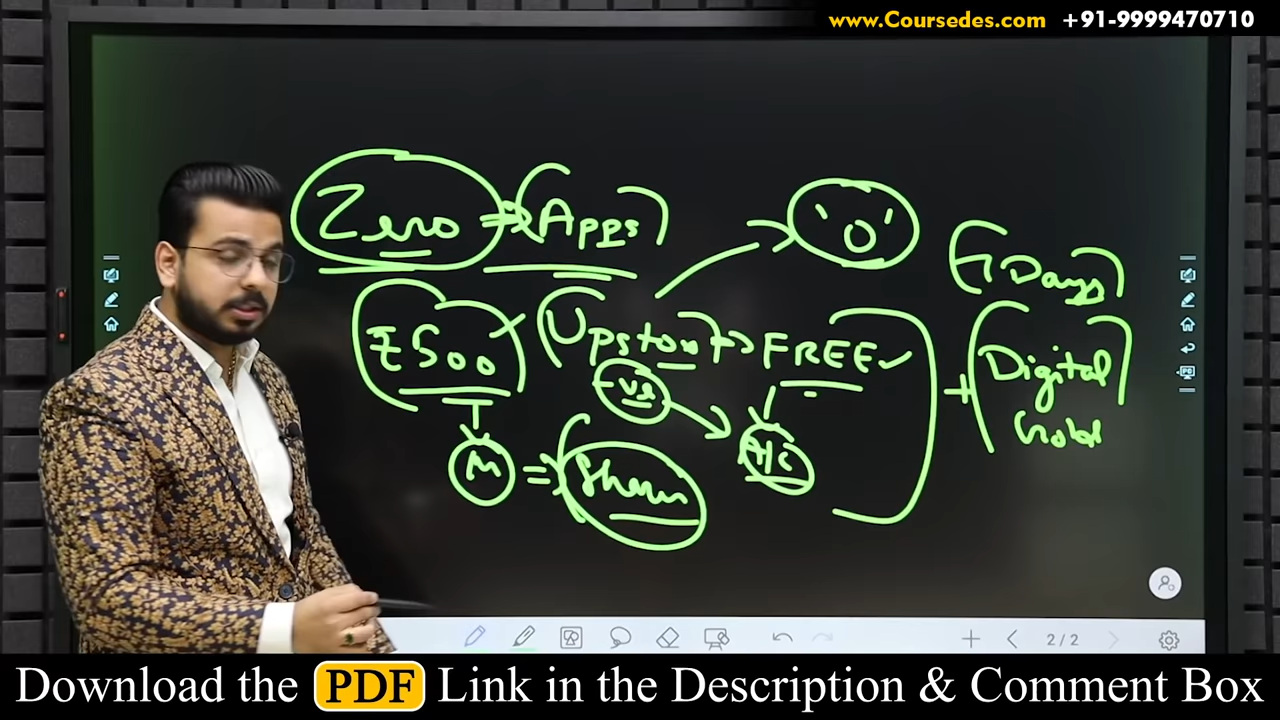 www.Coursedes.com +91-9999470710
Zero Apps '0'
(7 Days)
₹500 (Upstox) FREE
+ Digital Gold
A/C
M
2/2
Download the PDF Link in the Description & Comment Box